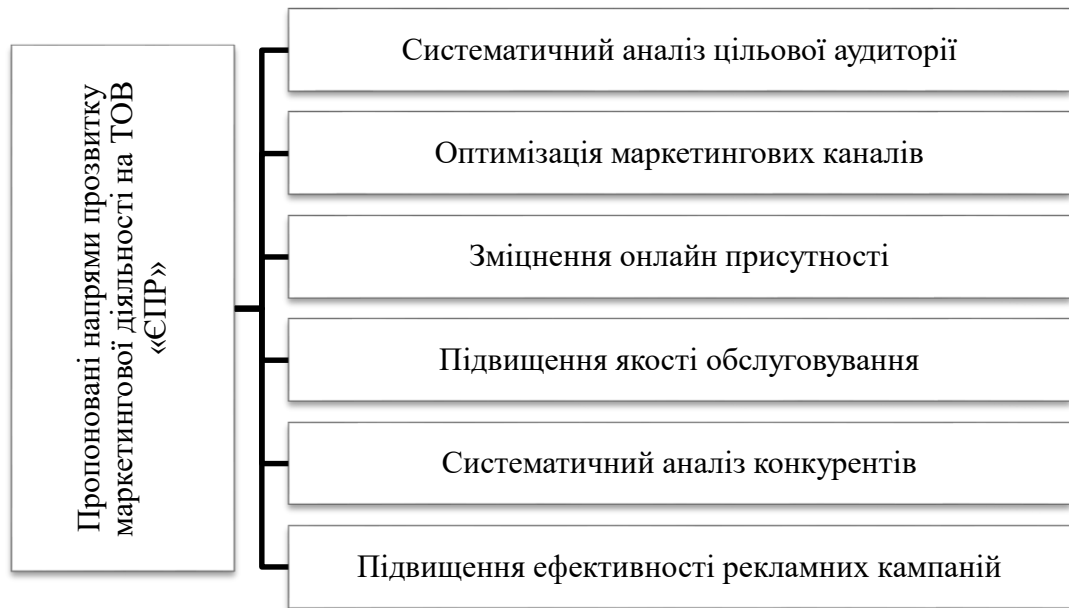 Пропоновані напрями прозвитку
маркетингової діяльності на ТОВ
«ЄПР»
Систематичний аналіз цільової аудиторії
Оптимізація маркетингових каналів
Зміцнення онлайн присутності
Підвищення якості обслуговування
Систематичний аналіз конкурентів
Підвищення ефективності рекламних кампаній